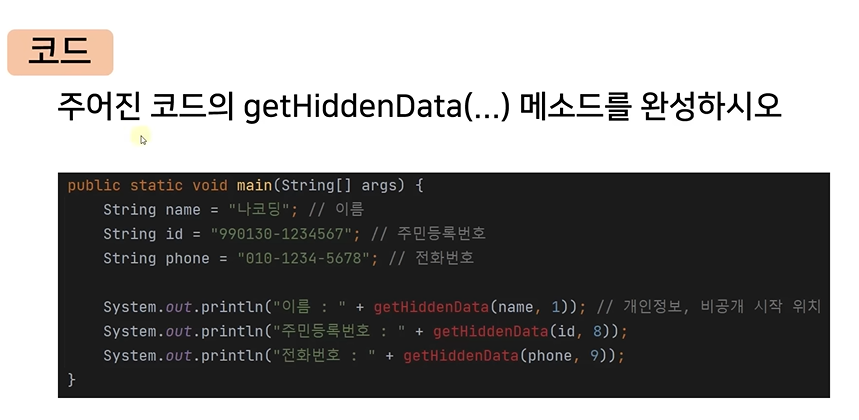 코드
주어진 코드의 getHiddenData(...) 메소드를 완성하시오
public static void main(String[] args) {
String name = "나코딩"; // 이름
String id = "990130-1234567"; // 주민등록번호
String phone = "010-1234-5678"; // 전화번호
System.out.println("이름 : " + getHiddenData(name, 1)); // 개인정보, 비공개 시작 위치
System.out.println("주민등록번호 : " + getHiddenData(id, 8));
System.out.println("전화번호 : " + getHiddenData(phone, 9));
}